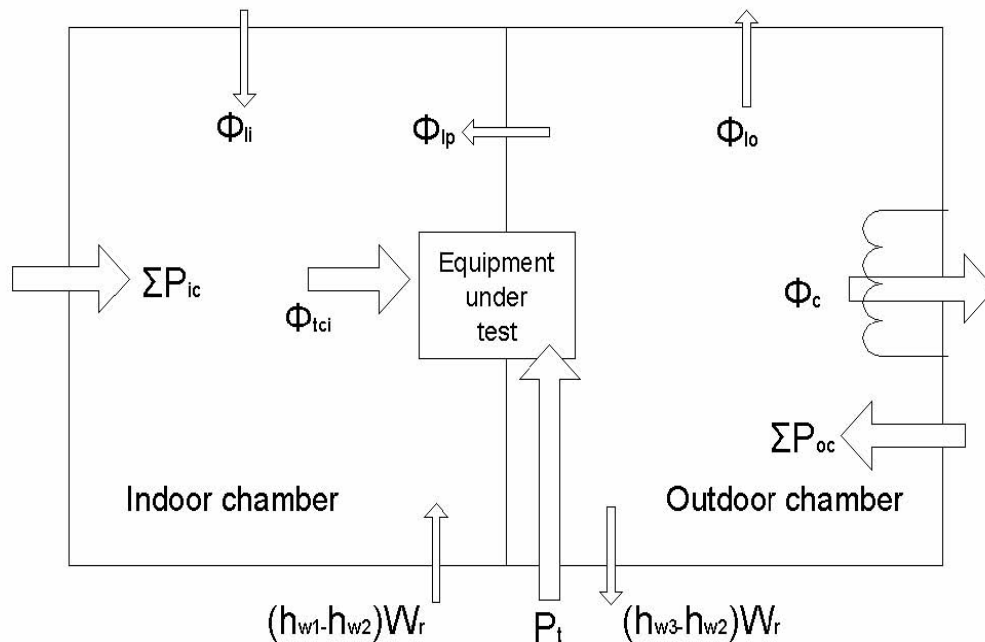 Φli
Φlp
Φlo
ΣPic
Φtci
Equipment
under
test
Φc
ΣPoc
Indoor chamber
Outdoor chamber
(hw1-hw2)Wr
Pt
(hw3-hw2)Wr